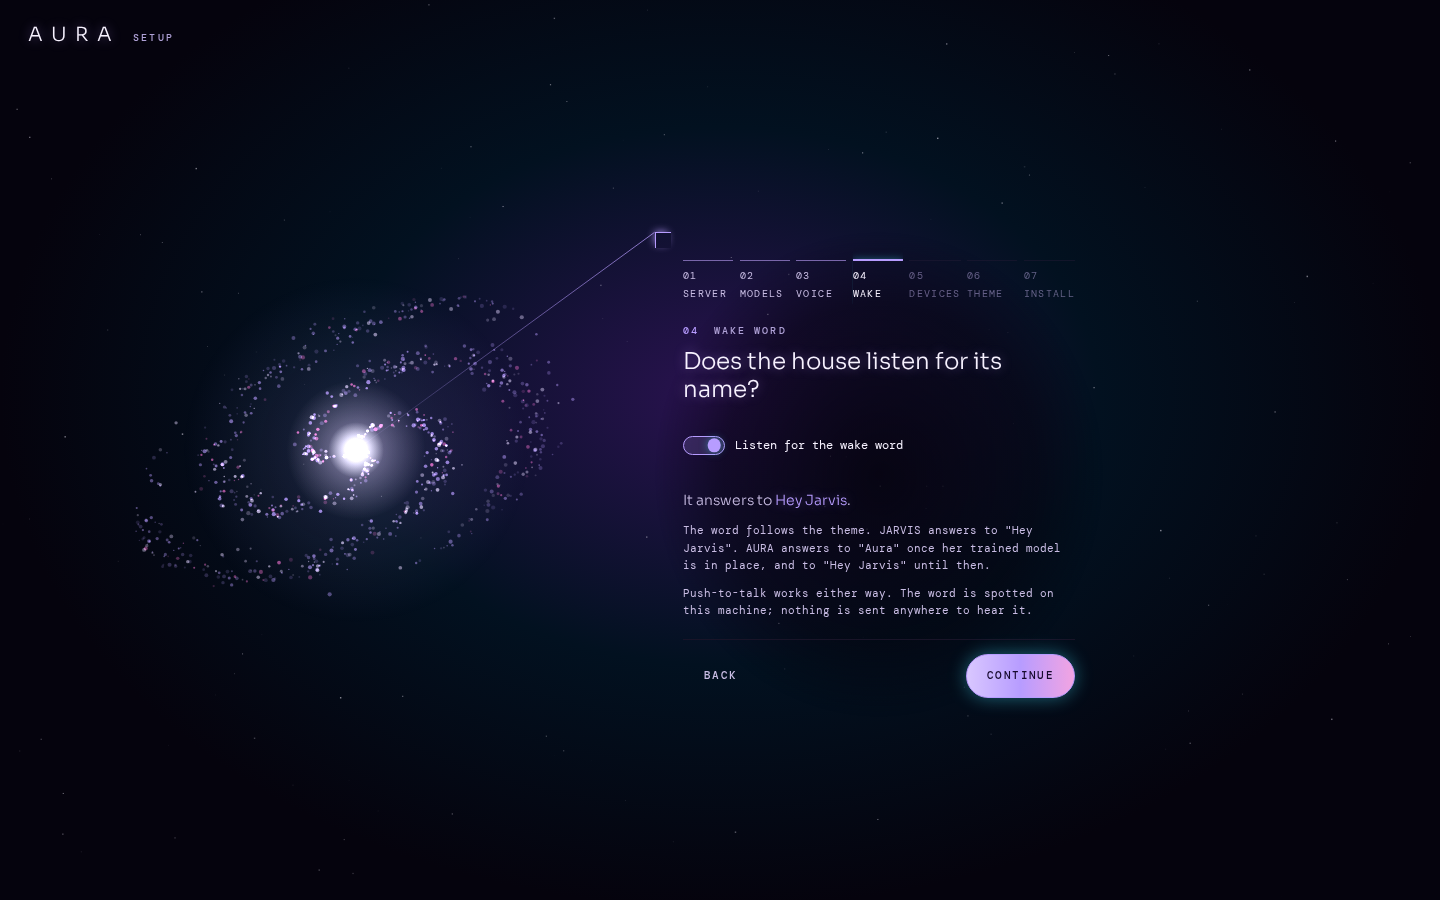 AURA SETUP
01 02 03 04 05 06 07
SERVER MODELS VOICE WAKE DEVICES THEME INSTALL
04 WAKE WORD
Does the house listen for its
name?
Listen for the wake word
It answers to Hey Jarvis.
The word follows the theme. JARVIS answers to "Hey
Jarvis". AURA answers to "Aura" once her trained model
is in place, and to "Hey Jarvis" until then.
Push-to-talk works either way. The word is spotted on
this machine; nothing is sent anywhere to hear it.
BACK CONTINUE